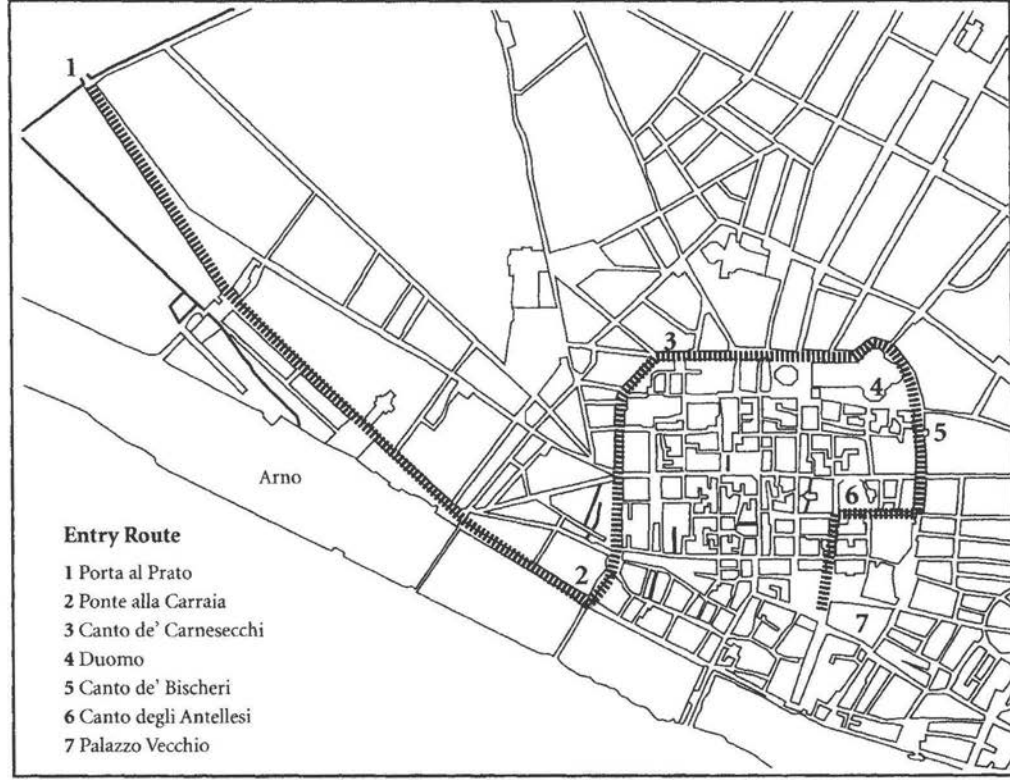 1
3
4
5
Arno
6
2
7
Entry Route
1 Porta al Prato
2 Ponte alla Carraia
3 Canto de' Carnesecchi
4 Duomo
5 Canto de' Bischeri
6 Canto degli Antellesi
7 Palazzo Vecchio